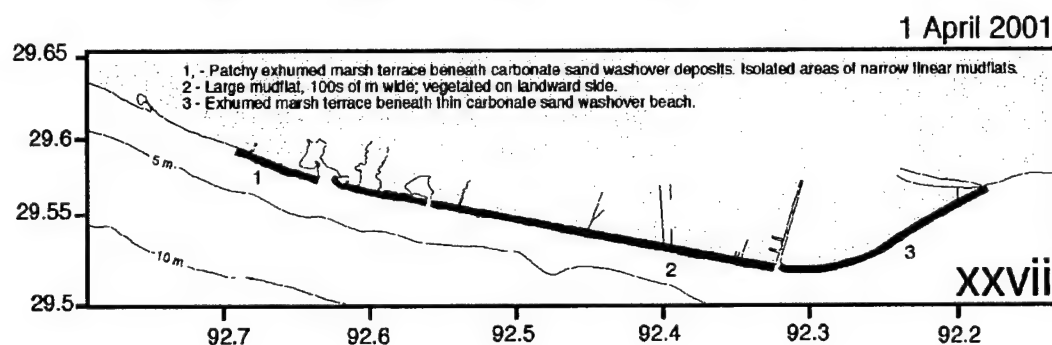 1 April 2001
29.65
1, - Patchy exhumed marsh terrace beneath carbonate sand washover deposits. Isolated areas of narrow linear mudflats.
2 - Large mudflat, 100s of m wide; vegetated on landward side.
3 - Exhumed marsh terrace beneath thin carbonate sand washover beach.
29.6
5 m.
1
29.55
10 m.
2
3
xxvii
29.5
92.7 92.6 92.5 92.4 92.3 92.2